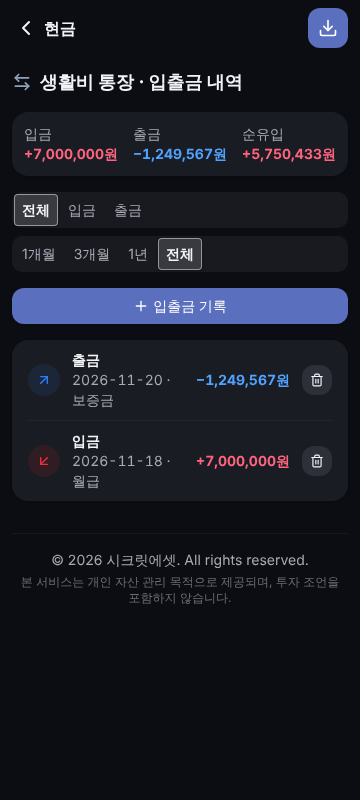 현금
생활비 통장 · 입출금 내역
입금 출금 순유입
+7,000,000원 −1,249,567원 +5,750,433원
전체 입금 출금
1개월 3개월 1년 전체
+ 입출금 기록
출금
2026-11-20 ·
보증금
−1,249,567원
입금
2026-11-18 ·
월급
+7,000,000원
© 2026 시크릿에셋. All rights reserved.
본 서비스는 개인 자산 관리 목적으로 제공되며, 투자 조언을
포함하지 않습니다.